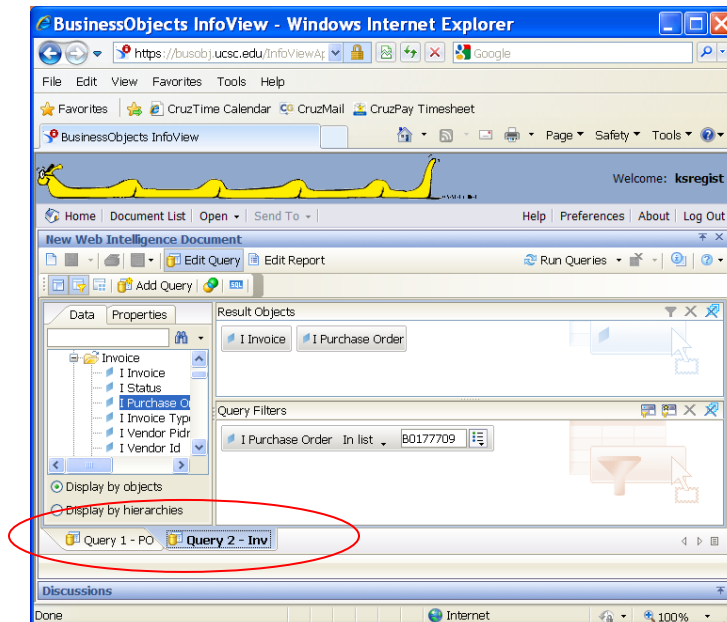 BusinessObjects InfoView - Windows Internet Explorer
https://busobj.ucsc.edu/InfoViewAp
Google
File Edit View Favorites Tools Help
Favorites CruzTime Calendar CruzMail CruzPay Timesheet
BusinessObjects InfoView Page Safety Tools
Welcome: ksregist
Home Document List Open Send To Help Preferences About Log Out
New Web Intelligence Document
Edit Query Edit Report Run Queries
Add Query SQL
Data Properties
Result Objects
I Invoice I Purchase Order
Invoice
I Invoice
I Status
I Purchase O
I Invoice Type
I Vendor Pidr
I Vendor Id
Query Filters
I Purchase Order In list B0177709
Display by objects
Display by hierarchies
Query 1 - PO Query 2 - Inv
Discussions
Done Internet 100%